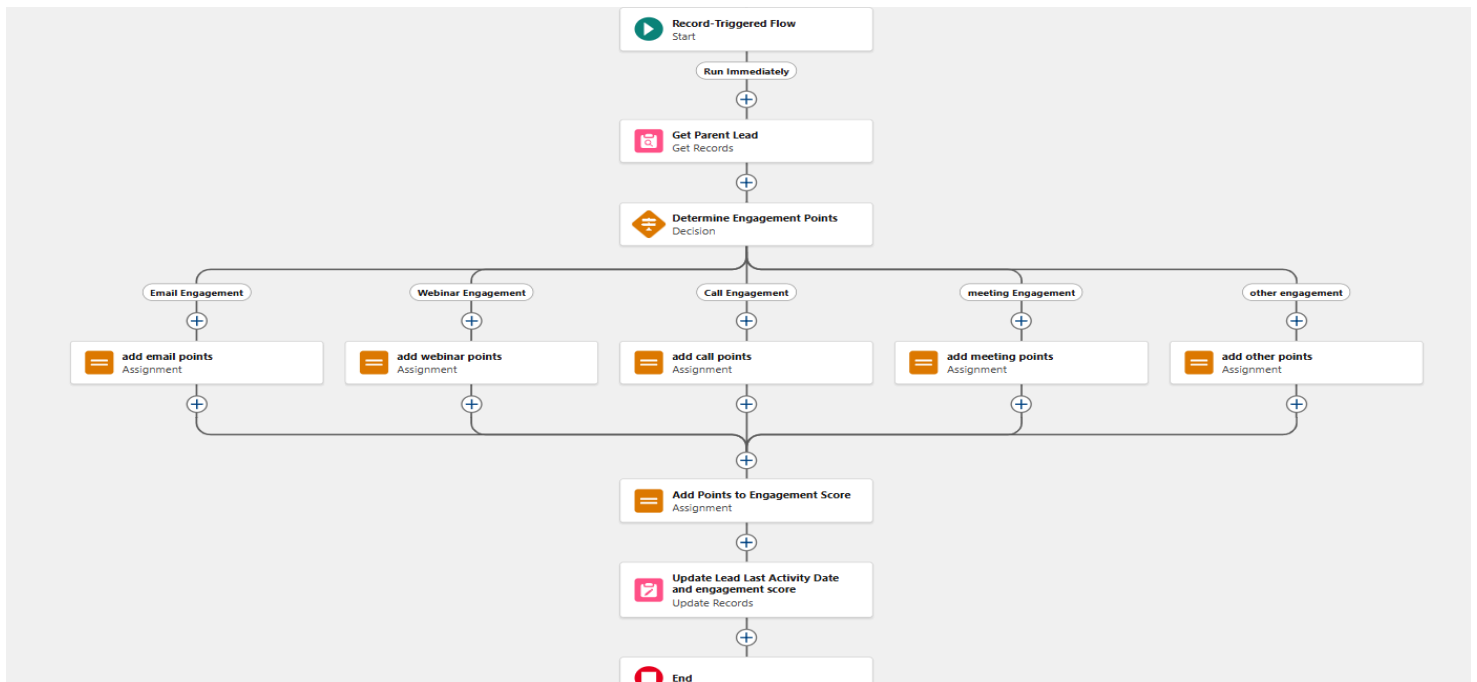 Record-Triggered Flow
Start
Run Immediately
Get Parent Lead
Get Records
Determine Engagement Points
Decision
Email Engagement
Webinar Engagement
Call Engagement
meeting Engagement
other engagement
add email points
Assignment
add webinar points
Assignment
add call points
Assignment
add meeting points
Assignment
add other points
Assignment
Add Points to Engagement Score
Assignment
Update Lead Last Activity Date
and engagement score
Update Records
End